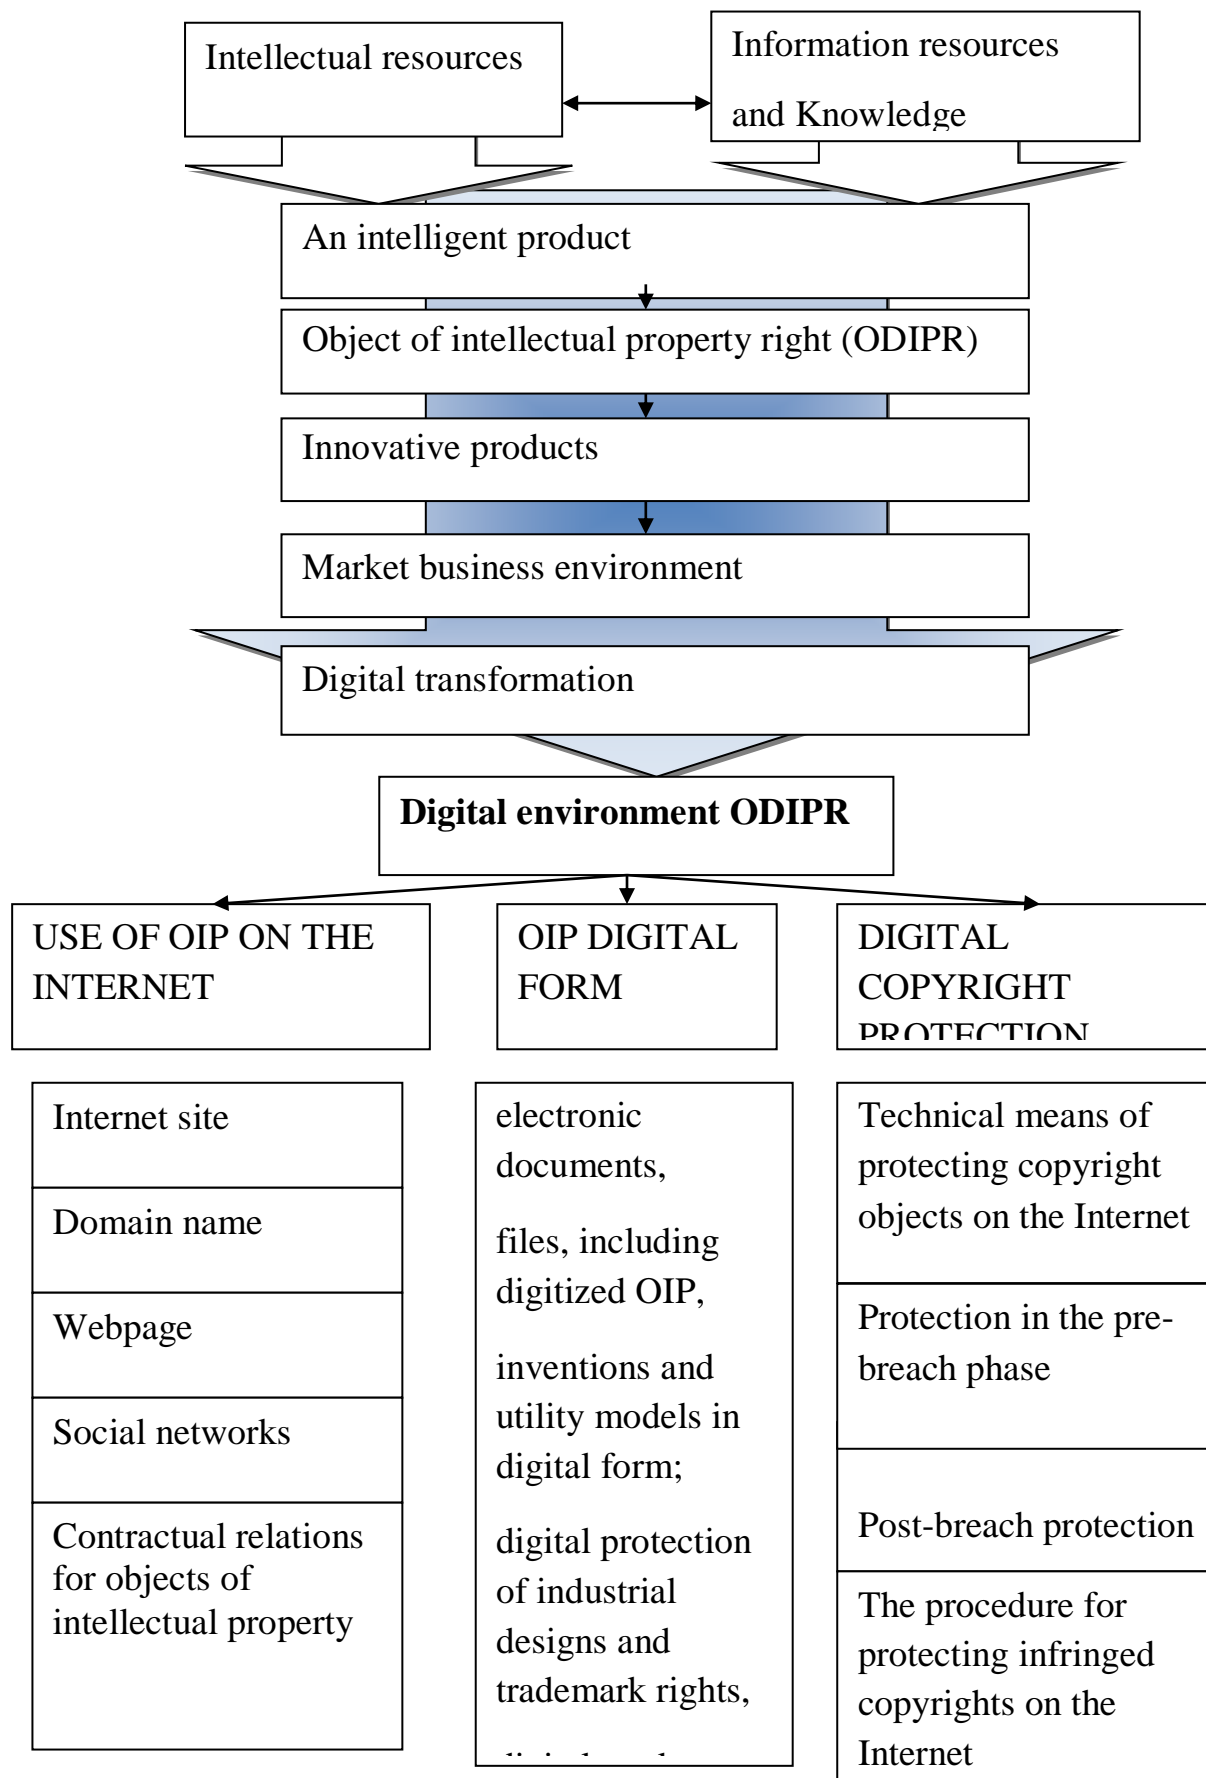 Intellectual resources
Information resources
and Knowledge
An intelligent product
Object of intellectual property right (ODIPR)
Innovative products
Market business environment
Digital transformation
Digital environment ODIPR
USE OF OIP ON THE
INTERNET
OIP DIGITAL
FORM
DIGITAL
COPYRIGHT
PROTECTION
Internet site
Domain name
Webpage
Social networks
Contractual relations
for objects of
intellectual property
electronic
documents,
files, including
digitized OIP,
inventions and
utility models in
digital form;
digital protection
of industrial
designs and
trademark rights,
Technical means of
protecting copyright
objects on the Internet
Protection in the pre-
breach phase
Post-breach protection
The procedure for
protecting infringed
copyrights on the
Internet